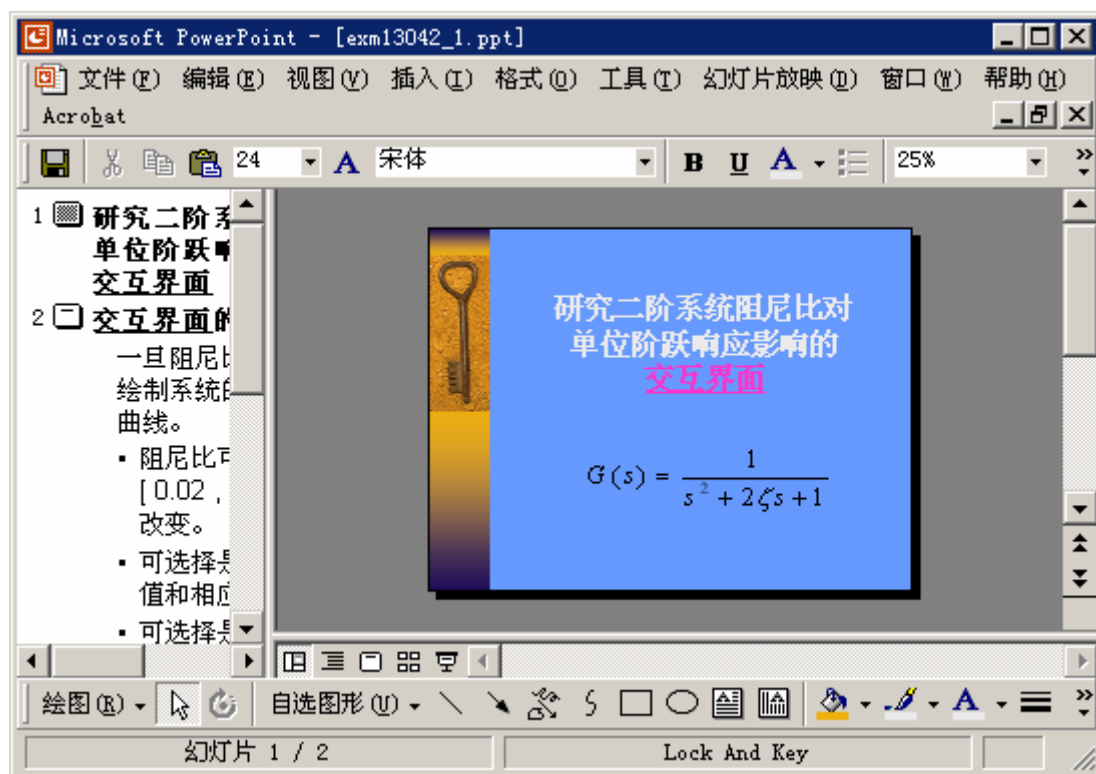 Microsoft PowerPoint - [exm13042_1.ppt]
文件(F) 编辑(E) 视图(V) 插入(I) 格式(O) 工具(T) 幻灯片放映(D) 窗口(W) 帮助(H)
Acrobat
24 A 宋体 B U A 25%
1 研究二阶系
单位阶跃响
交互界面
2 交互界面的
一旦阻尼比
绘制系统的
曲线。
▪ 阻尼比可
[0.02 ,
改变。
▪ 可选择是
值和相应
▪ 可选择是
研究二阶系统阻尼比对
单位阶跃响应影响的
交互界面
G(s) = 1 / (s² + 2ζs + 1)
绘图(R) 自选图形(U) A
幻灯片 1 / 2 Lock And Key